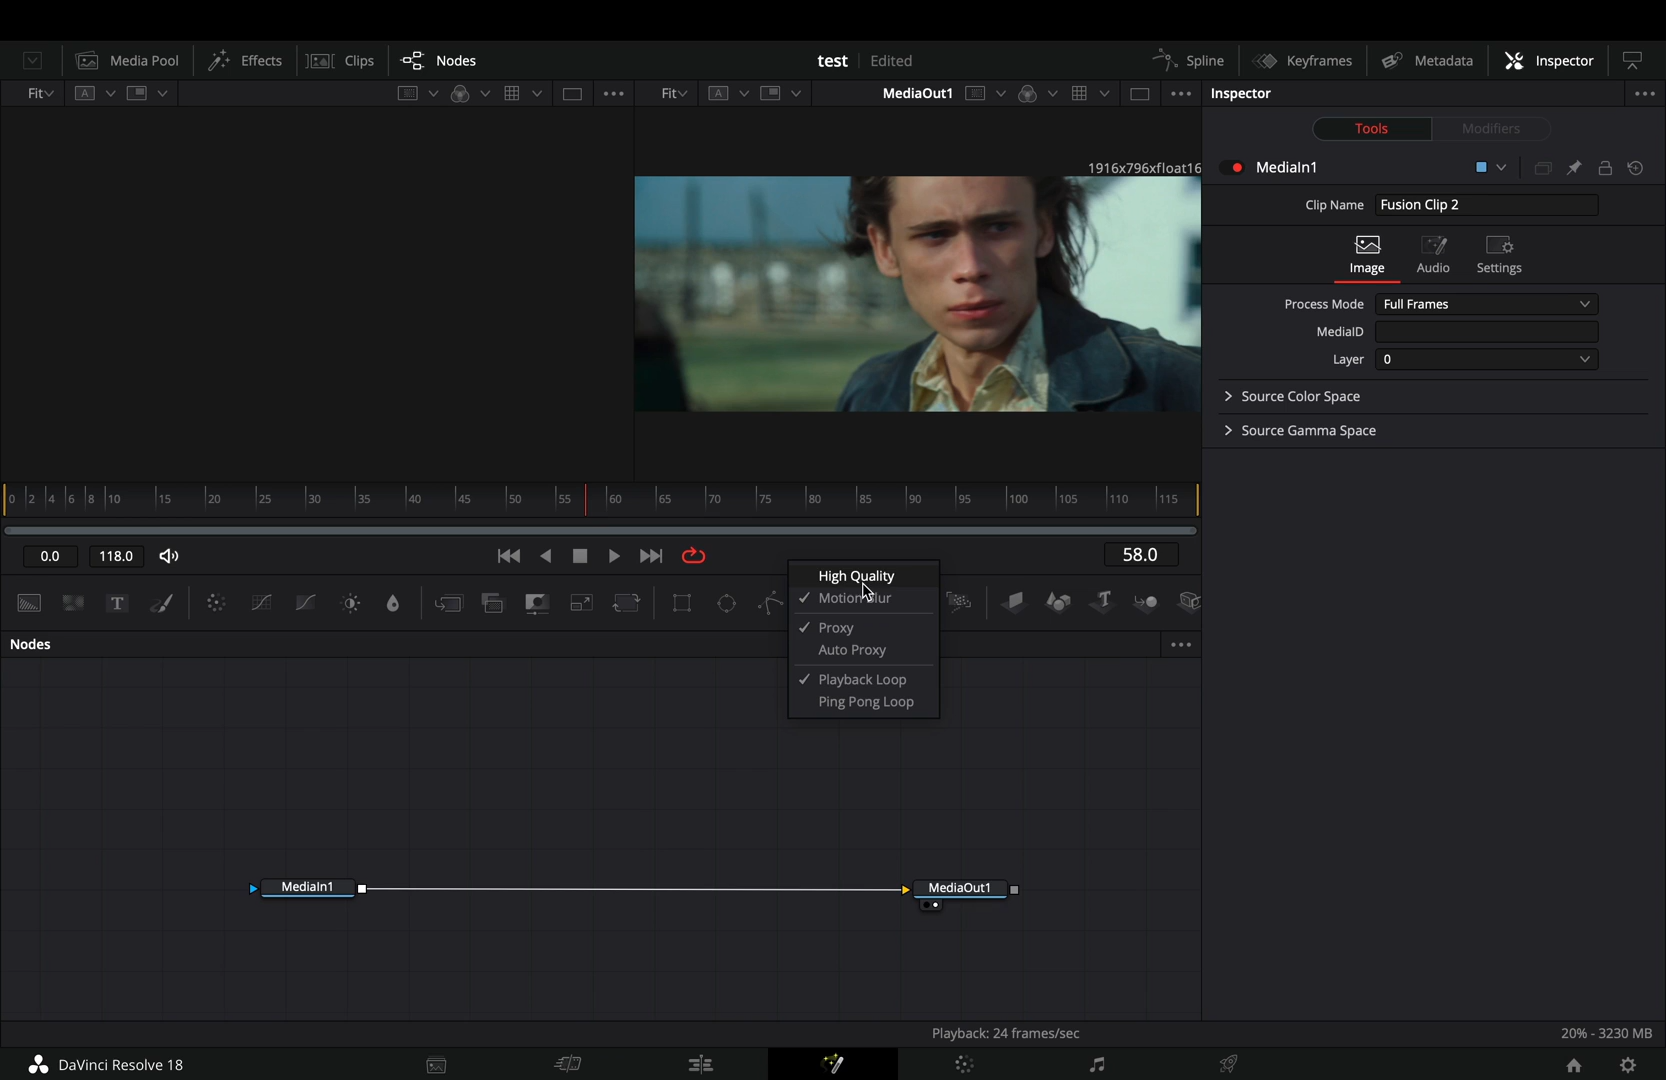 Media Pool
Effects
Clips
Nodes
test
Edited
Spline
Keyframes
Metadata
Inspector
Fit
A
Fit
A
MediaOut1
Inspector
Tools
Modifiers
1916x796xfloat16
MediaIn1
Clip Name
Fusion Clip 2
Image
Audio
Settings
Process Mode
Full Frames
MediaID
Layer
0
Source Color Space
Source Gamma Space
0 2 4 6 8 10 15 20 25 30 35 40 45 50 55 60 65 70 75 80 85 90 95 100 105 110 115
0.0
118.0
58.0
High Quality
Motion Blur
Proxy
Auto Proxy
Playback Loop
Ping Pong Loop
T
T
Nodes
MediaIn1
MediaOut1
Playback: 24 frames/sec
20% - 3230 MB
DaVinci Resolve 18